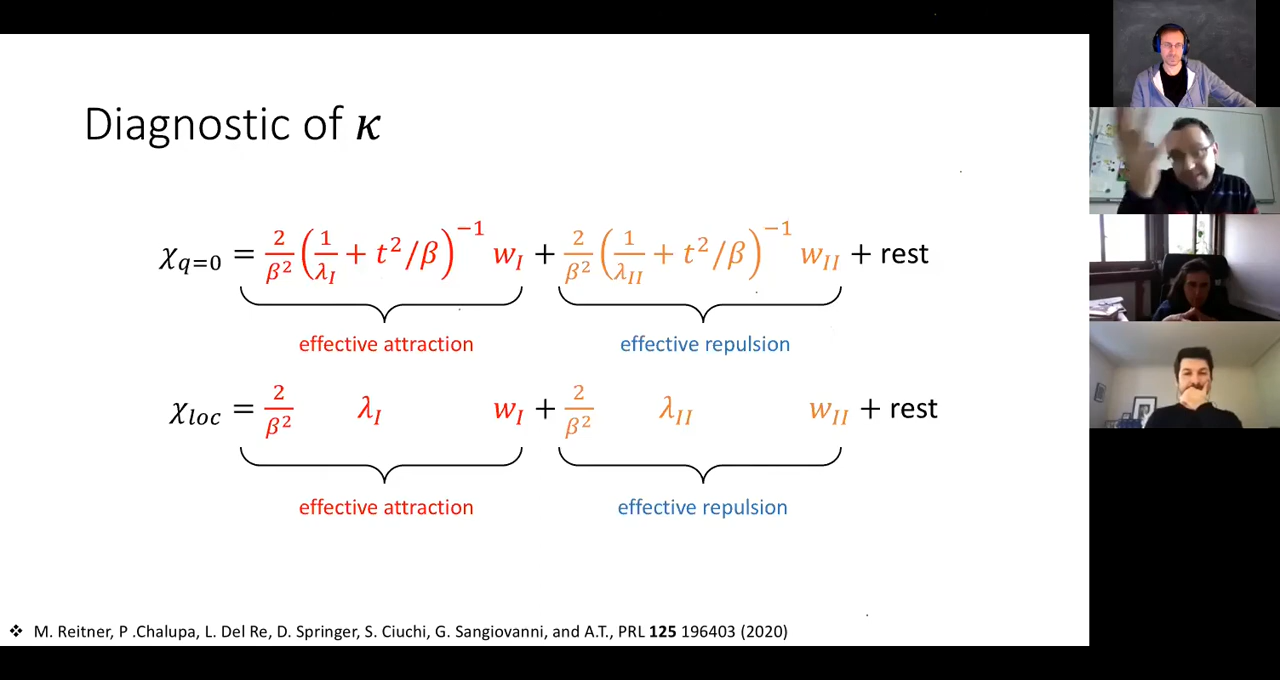 Diagnostic of κ
χ_{q=0} = 2/β² (1/λ_I + t²/β)^{−1} w_I + 2/β² (1/λ_{II} + t²/β)^{−1} w_{II} + rest
effective attraction effective repulsion
χ_{loc} = 2/β² λ_I w_I + 2/β² λ_{II} w_{II} + rest
effective attraction effective repulsion
❖ M. Reitner, P .Chalupa, L. Del Re, D. Springer, S. Ciuchi, G. Sangiovanni, and A.T., PRL 125 196403 (2020)